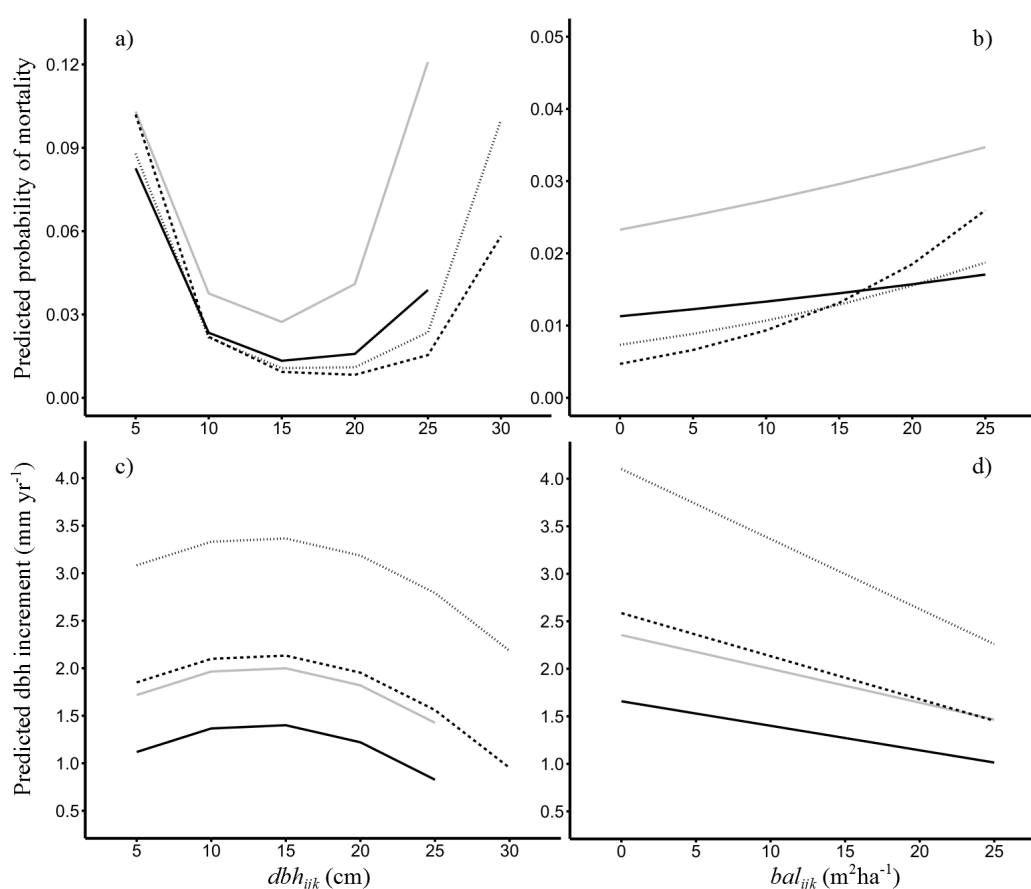 a)
b)
Predicted probability of mortality
0.12
0.09
0.06
0.03
0.00
5 10 15 20 25 30
0.05
0.04
0.03
0.02
0.01
0.00
0 5 10 15 20 25
c)
d)
Predicted dbh increment (mm yr-1)
4.0
3.5
3.0
2.5
2.0
1.5
1.0
0.5
5 10 15 20 25 30
dbhijk (cm)
4.0
3.5
3.0
2.5
2.0
1.5
1.0
0.5
0 5 10 15 20 25
balijk (m2ha-1)